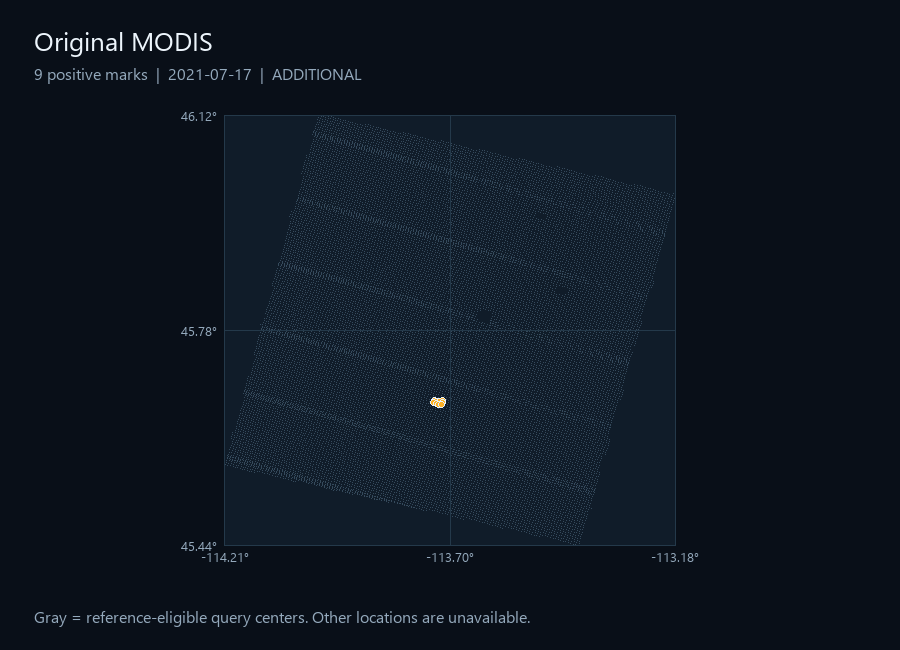 Original MODIS
9 positive marks | 2021-07-17 | ADDITIONAL
46.12°
45.78°
45.44°
-114.21° -113.70° -113.18°
Gray = reference-eligible query centers. Other locations are unavailable.